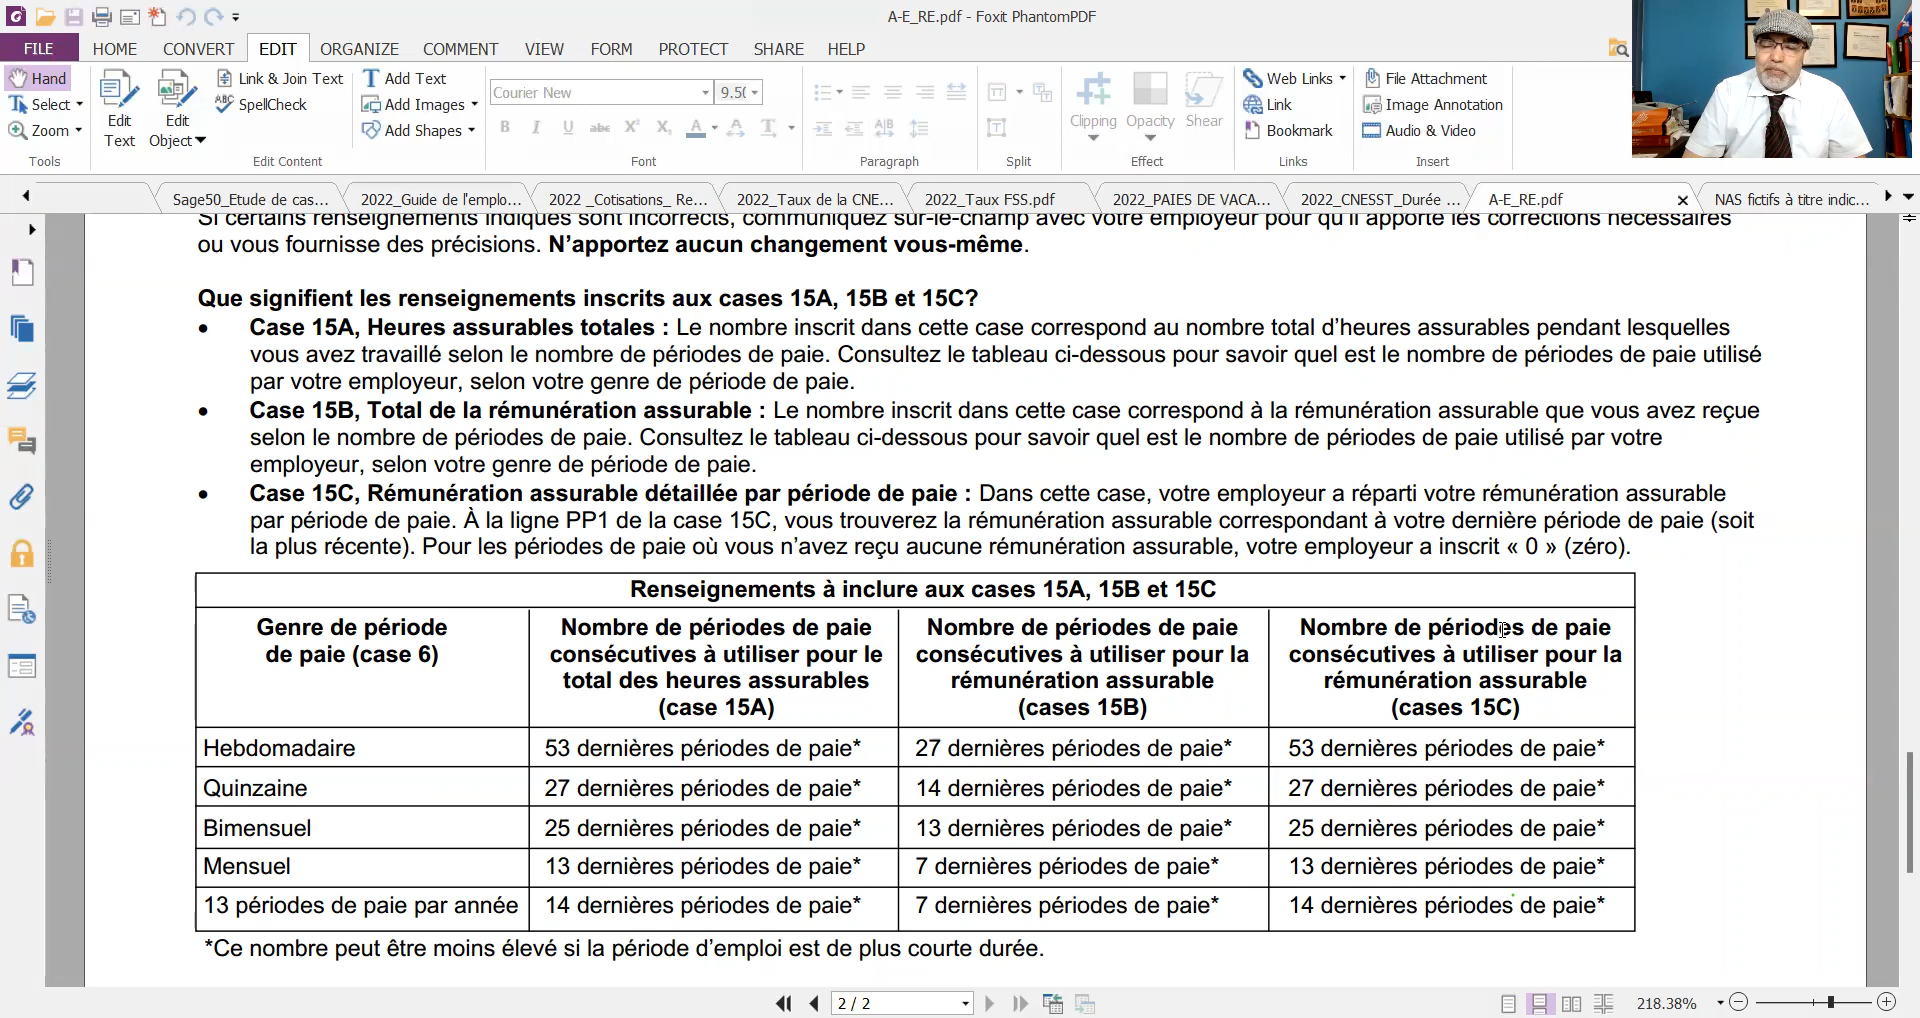 A-E_RE.pdf - Foxit PhantomPDF
FILE HOME CONVERT EDIT ORGANIZE COMMENT VIEW FORM PROTECT SHARE HELP
Hand
Select
Zoom
Tools
Edit
Text
Edit
Object
Link & Join Text
SpellCheck
Edit Content
Add Text
Add Images
Add Shapes
Courier New 9.5(
Font
Paragraph
Split
Clipping Opacity Shear
Effect
Web Links
Link
Bookmark
Links
File Attachment
Image Annotation
Audio & Video
Insert
Sage50_Etude de cas... 2022_Guide de l'emplo... 2022 _Cotisations_ Re... 2022_Taux de la CNE... 2022_Taux FSS.pdf 2022_PAIES DE VACA... 2022_CNESST_Durée ... A-E_RE.pdf NAS fictifs à titre indic...
Si certains renseignements indiqués sont incorrects, communiquez sur-le-champ avec votre employeur pour qu'il apporte les corrections nécessaires
ou vous fournisse des précisions. N'apportez aucun changement vous-même.
Que signifient les renseignements inscrits aux cases 15A, 15B et 15C?
• Case 15A, Heures assurables totales : Le nombre inscrit dans cette case correspond au nombre total d'heures assurables pendant lesquelles
vous avez travaillé selon le nombre de périodes de paie. Consultez le tableau ci-dessous pour savoir quel est le nombre de périodes de paie utilisé
par votre employeur, selon votre genre de période de paie.
• Case 15B, Total de la rémunération assurable : Le nombre inscrit dans cette case correspond à la rémunération assurable que vous avez reçue
selon le nombre de périodes de paie. Consultez le tableau ci-dessous pour savoir quel est le nombre de périodes de paie utilisé par votre
employeur, selon votre genre de période de paie.
• Case 15C, Rémunération assurable détaillée par période de paie : Dans cette case, votre employeur a réparti votre rémunération assurable
par période de paie. À la ligne PP1 de la case 15C, vous trouverez la rémunération assurable correspondant à votre dernière période de paie (soit
la plus récente). Pour les périodes de paie où vous n'avez reçu aucune rémunération assurable, votre employeur a inscrit « 0 » (zéro).
Renseignements à inclure aux cases 15A, 15B et 15C
Genre de période
de paie (case 6)
Nombre de périodes de paie
consécutives à utiliser pour le
total des heures assurables
(case 15A)
Nombre de périodes de paie
consécutives à utiliser pour la
rémunération assurable
(cases 15B)
Nombre de périodes de paie
consécutives à utiliser pour la
rémunération assurable
(cases 15C)
Hebdomadaire 53 dernières périodes de paie* 27 dernières périodes de paie* 53 dernières périodes de paie*
Quinzaine 27 dernières périodes de paie* 14 dernières périodes de paie* 27 dernières périodes de paie*
Bimensuel 25 dernières périodes de paie* 13 dernières périodes de paie* 25 dernières périodes de paie*
Mensuel 13 dernières périodes de paie* 7 dernières périodes de paie* 13 dernières périodes de paie*
13 périodes de paie par année 14 dernières périodes de paie* 7 dernières périodes de paie* 14 dernières périodes de paie*
*Ce nombre peut être moins élevé si la période d'emploi est de plus courte durée.
2 / 2
218.38%